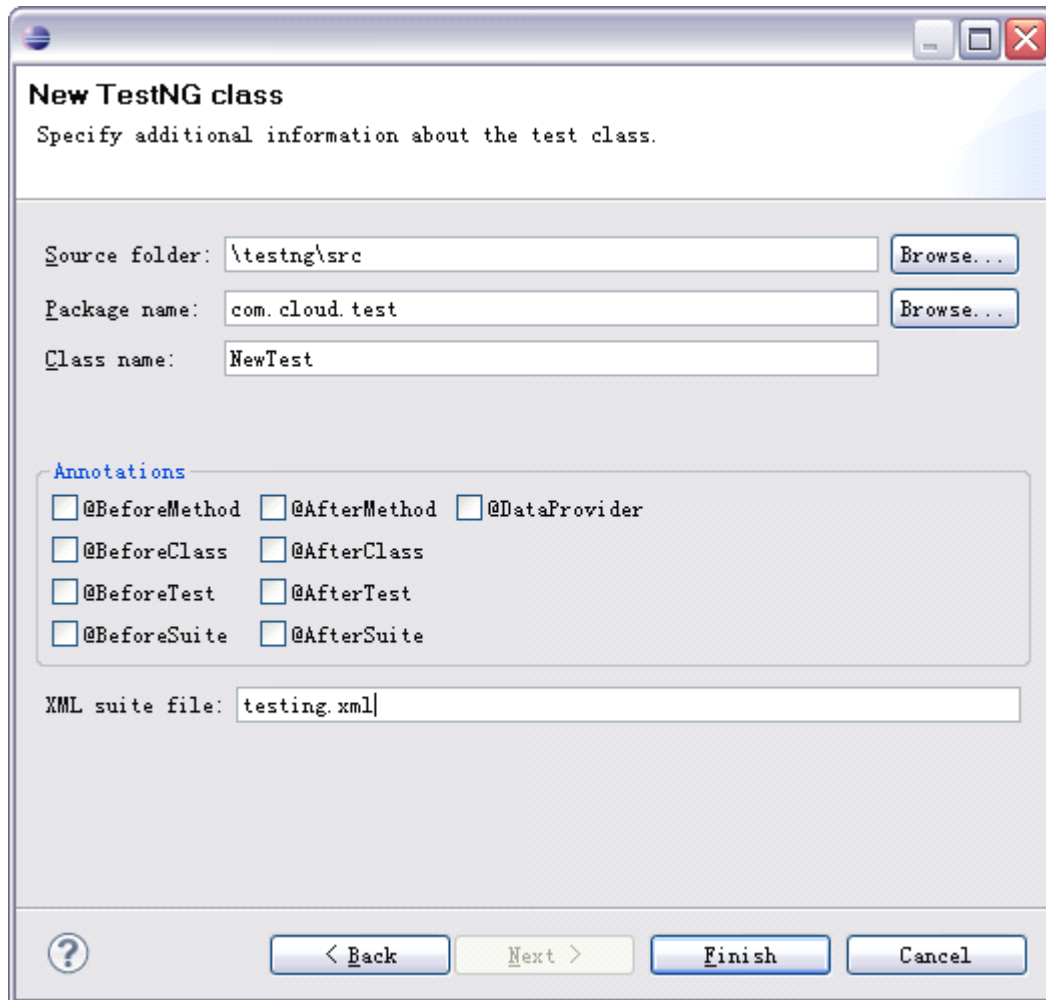 New TestNG class
Specify additional information about the test class.
Source folder: \testng\src Browse...
Package name: com.cloud.test Browse...
Class name: NewTest
Annotations
@BeforeMethod @AfterMethod @DataProvider
@BeforeClass @AfterClass
@BeforeTest @AfterTest
@BeforeSuite @AfterSuite
XML suite file: testing.xml
? < Back Next > Finish Cancel